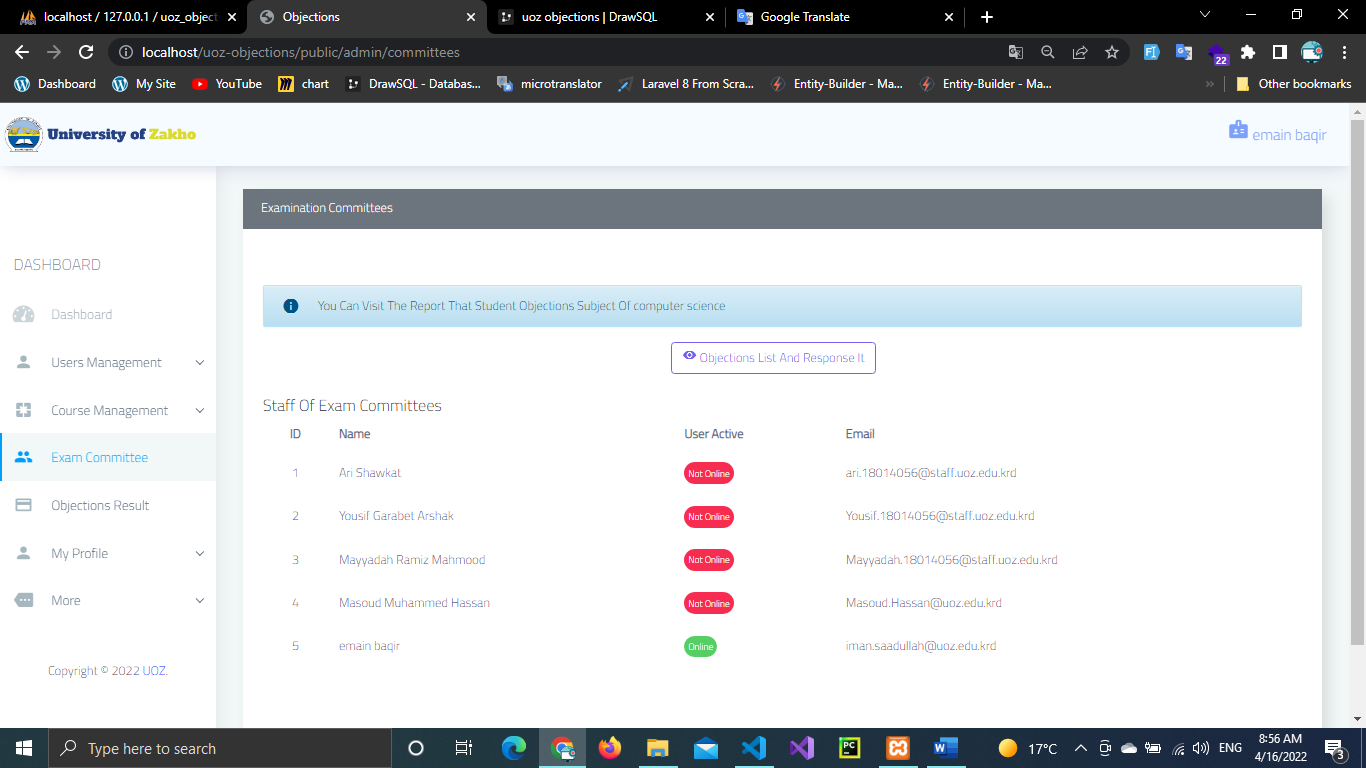 localhost / 127.0.0.1 / uoz_object
Objections
uoz objections | DrawSQL
Google Translate
localhost/uoz-objections/public/admin/committees
22
Dashboard
My Site
YouTube
chart
DrawSQL - Databas...
microtranslator
Laravel 8 From Scra...
Entity-Builder - Ma...
Entity-Builder - Ma...
»
Other bookmarks
University of Zakho
emain baqir
Examination Committees
DASHBOARD
Dashboard
Users Management
Course Management
Exam Committee
Objections Result
My Profile
More
Copyright © 2022 UOZ.
You Can Visit The Report That Student Objections Subject Of computer science
Objections List And Response It
Staff Of Exam Committees
ID Name User Active Email
1 Ari Shawkat Not Online ari.18014056@staff.uoz.edu.krd
2 Yousif Garabet Arshak Not Online Yousif.18014056@staff.uoz.edu.krd
3 Mayyadah Ramiz Mahmood Not Online Mayyadah.18014056@staff.uoz.edu.krd
4 Masoud Muhammed Hassan Not Online Masoud.Hassan@uoz.edu.krd
5 emain baqir Online iman.saadullah@uoz.edu.krd
Type here to search
17°C
ENG
8:56 AM
4/16/2022
3